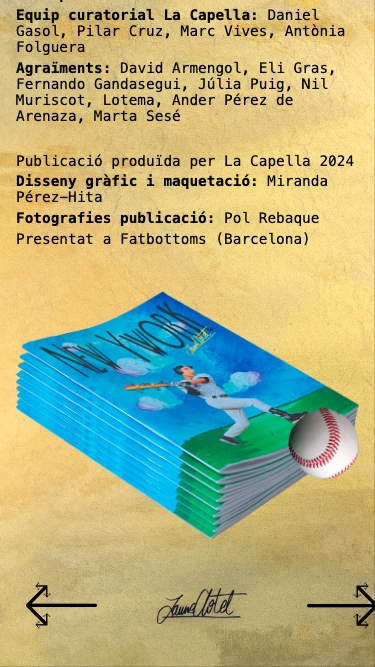 Equip curatorial La Capella: Daniel
Gasol, Pilar Cruz, Marc Vives, Antònia
Folguera
Agraïments: David Armengol, Eli Gras,
Fernando Gandasegui, Júlia Puig, Nil
Muriscot, Lotema, Ander Pérez de
Arenaza, Marta Sesé
Publicació produïda per La Capella 2024
Disseny gràfic i maquetació: Miranda
Pérez-Hita
Fotografies publicació: Pol Rebaque
Presentat a Fatbottoms (Barcelona)
NEW YWORK